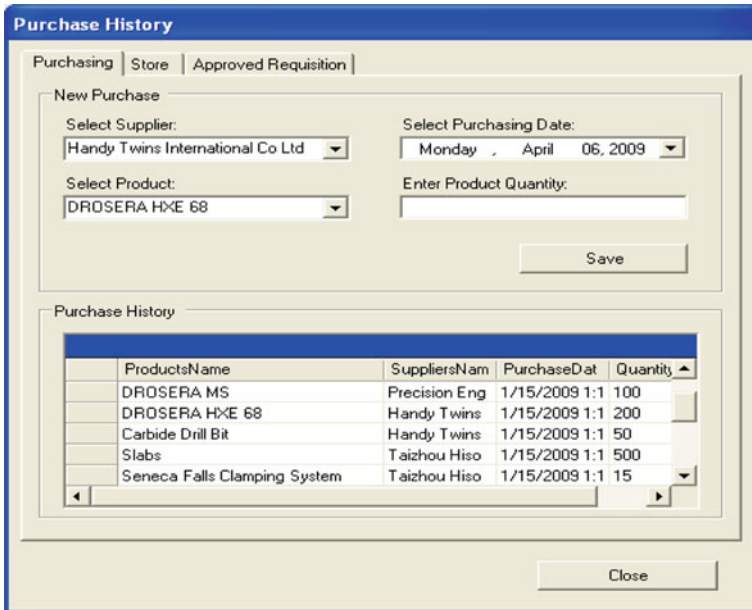 Purchase History
Purchasing Store Approved Requisition
New Purchase
Select Supplier: Select Purchasing Date:
Handy Twins International Co Ltd Monday , April 06, 2009
Select Product: Enter Product Quantity:
DROSERA HXE 68
Save
Purchase History
ProductsName SuppliersNam PurchaseDat Quantity
DROSERA MS Precision Eng 1/15/2009 1:1 100
DROSERA HXE 68 Handy Twins 1/15/2009 1:1 200
Carbide Drill Bit Handy Twins 1/15/2009 1:1 50
Slabs Taizhou Hiso 1/15/2009 1:1 500
Seneca Falls Clamping System Taizhou Hiso 1/15/2009 1:1 15
Close